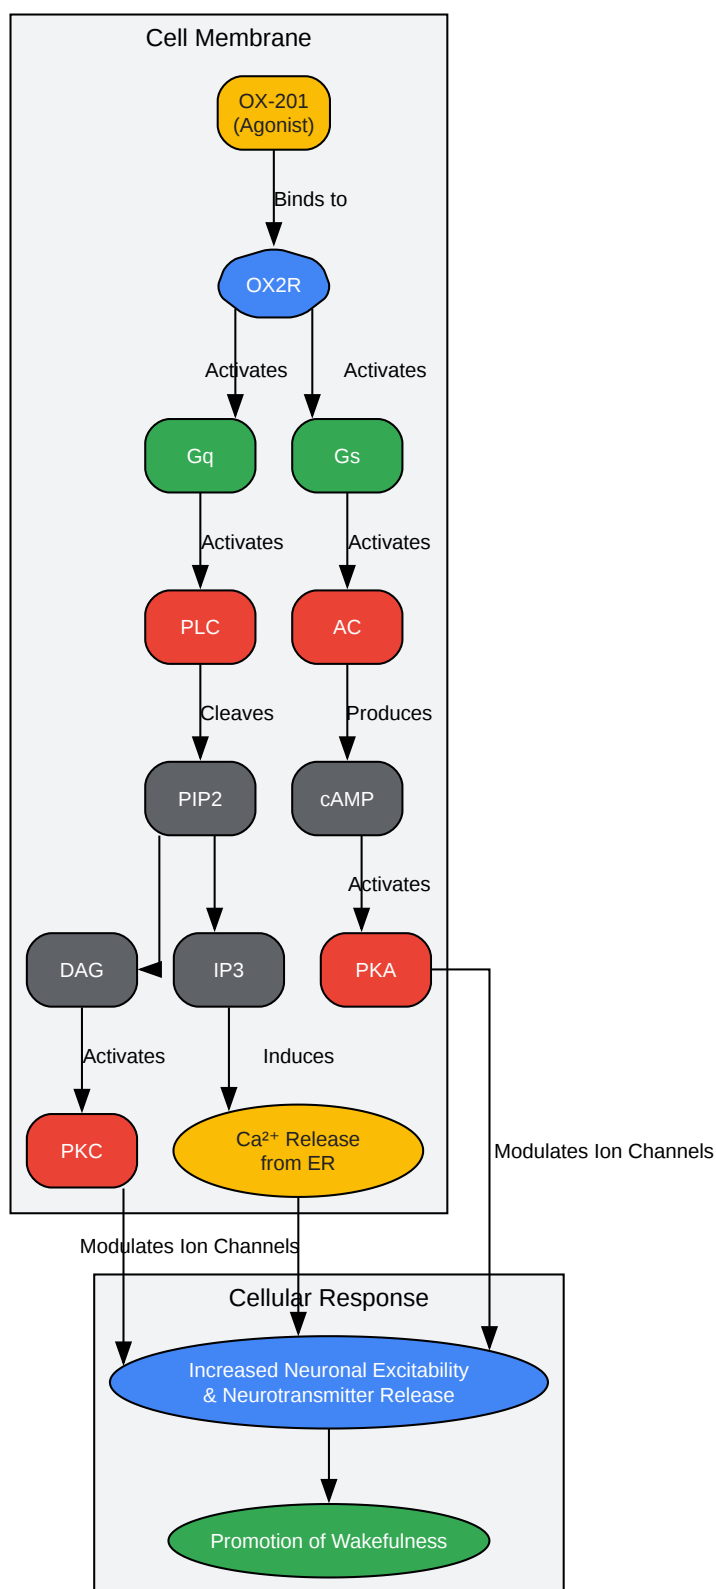 Cell Membrane
OX-201
(Agonist)
Binds to
OX2R
Activates
Activates
Gq
Gs
Activates
Activates
PLC
AC
Cleaves
Produces
PIP2
cAMP
Activates
DAG
IP3
PKA
Activates
Induces
PKC
Ca²⁺ Release
from ER
Modulates Ion Channels
Modulates Ion Channels
Cellular Response
Increased Neuronal Excitability
& Neurotransmitter Release
Promotion of Wakefulness